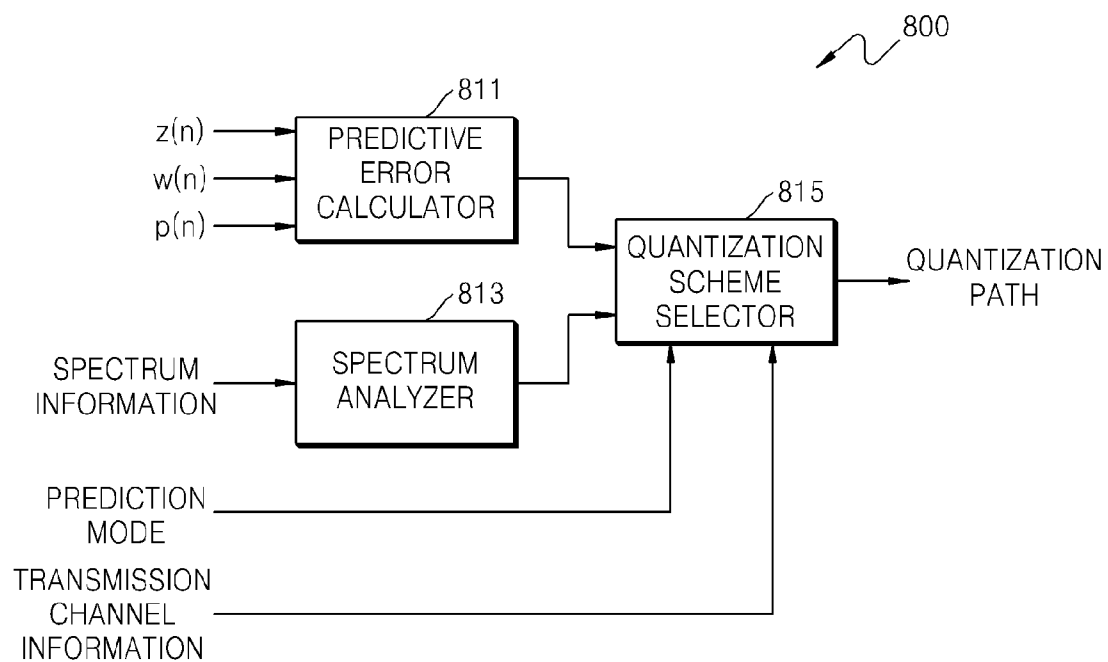 800
811
z(n)
w(n)
p(n)
PREDICTIVE
ERROR
CALCULATOR
815
QUANTIZATION
SCHEME
SELECTOR
QUANTIZATION
PATH
813
SPECTRUM
INFORMATION
SPECTRUM
ANALYZER
PREDICTION
MODE
TRANSMISSION
CHANNEL
INFORMATION